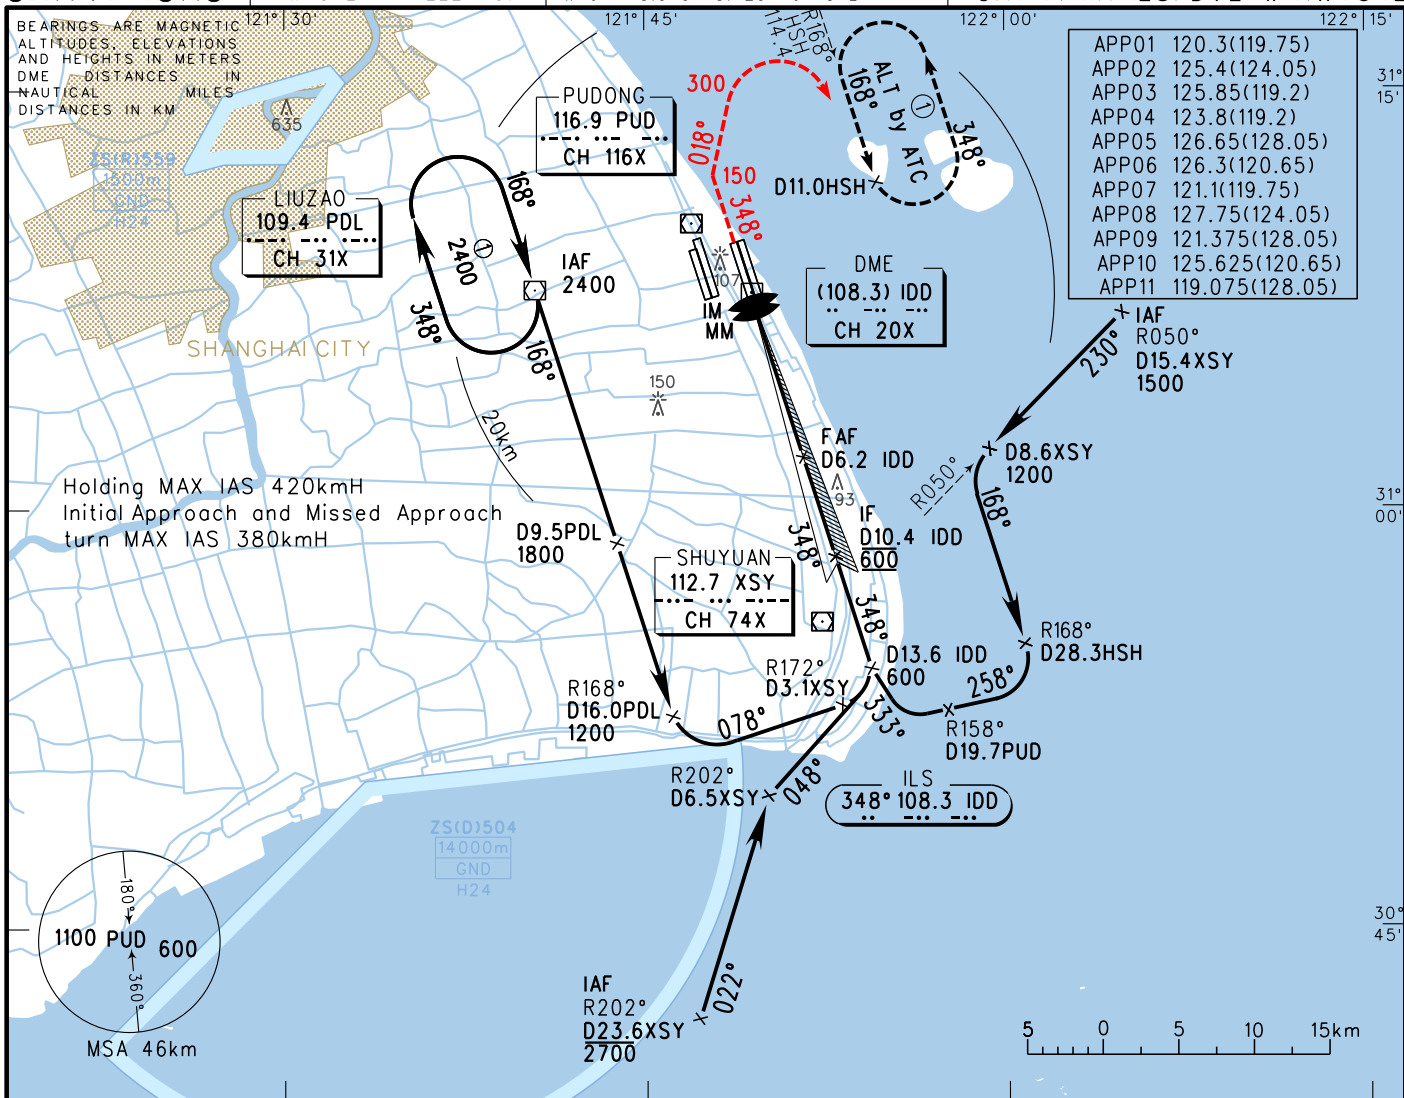 121°30'
121°45'
122°00'
122°15'
BEARINGS ARE MAGNETIC
ALTITUDES, ELEVATIONS
AND HEIGHTS IN METERS
DME DISTANCES IN
NAUTICAL MILES
DISTANCES IN KM
635
ZS(R)559
1500m
GND
H24
PUDONG
116.9 PUD
CH 116X
LIUZAO
109.4 PDL
CH 31X
SHANGHAI CITY
168°
2400 ①
348°
IAF
2400
168°
20km
300
018°
150
348°
R168°
HSH
114.4
168°
ALT by ATC
①
348°
D11.0HSH
APP01 120.3(119.75)
APP02 125.4(124.05)
APP03 125.85(119.2)
APP04 123.8(119.2)
APP05 126.65(128.05)
APP06 126.3(120.65)
APP07 121.1(119.75)
APP08 127.75(124.05)
APP09 121.375(128.05)
APP10 125.625(120.65)
APP11 119.075(128.05)
31°
15'
107
IM
MM
DME
(108.3) IDD
CH 20X
IAF
R050°
D15.4XSY
1500
230°
150
FAF
D6.2 IDD
93
IF
D10.4 IDD
600
348°
D8.6XSY
1200
R050°
168°
31°
00'
Holding MAX IAS 420kmH
Initial Approach and Missed Approach
turn MAX IAS 380kmH
D9.5PDL
1800
SHUYUAN
112.7 XSY
CH 74X
348°
D13.6 IDD
600
R168°
D28.3HSH
R172°
D3.1XSY
R168°
D16.0PDL
1200
078°
333°
258°
R158°
D19.7PUD
R202°
D6.5XSY
048°
ILS
348° 108.3 IDD
ZS(D)504
14000m
GND
H24
180°
1100 PUD 600
360°
MSA 46km
30°
45'
IAF
R202°
D23.6XSY
2700
022°
5 0 5 10 15km